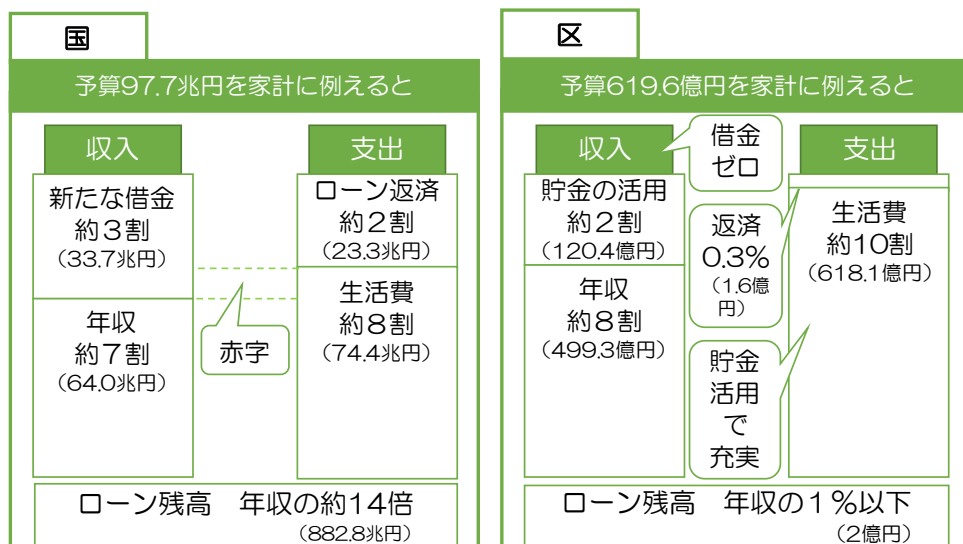 国
予算97.7兆円を家計に例えると
収入
支出
新たな借金
約3割
（33.7兆円）
年収
約7割
（64.0兆円）
赤字
ローン返済
約2割
（23.3兆円）
生活費
約8割
（74.4兆円）
ローン残高　年収の約14倍
（882.8兆円）
区
予算619.6億円を家計に例えると
収入
借金
ゼロ
支出
貯金の活用
約2割
（120.4億円）
年収
約8割
（499.3億円）
返済
0.3%
（1.6億
円）
貯金
活用
で
充実
生活費
約10割
（618.1億円）
ローン残高　年収の1%以下
（2億円）